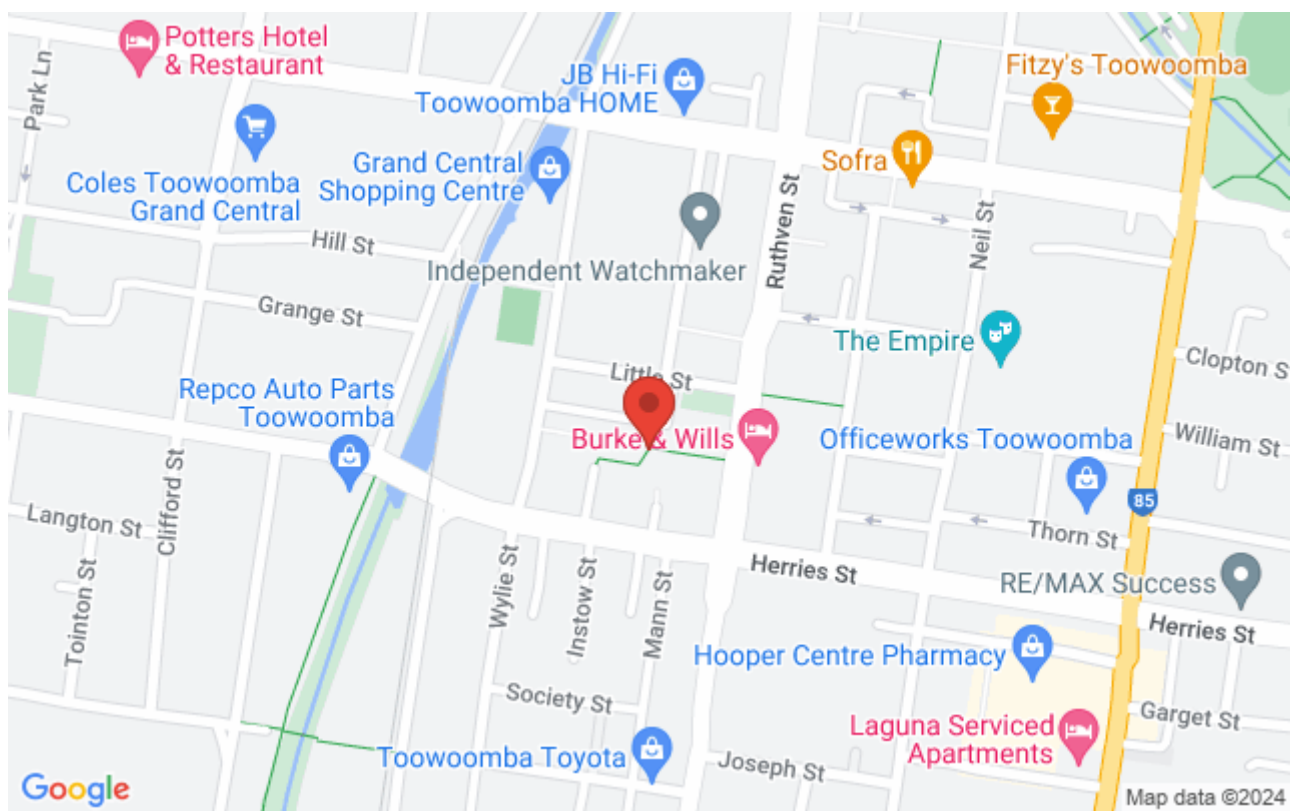 Potters Hotel
& Restaurant
JB Hi-Fi
Toowoomba HOME
Fitzy's Toowoomba
Park Ln
Grand Central
Shopping Centre
Sofra
Coles Toowoomba
Grand Central
Hill St
Ruthven St
Neil St
Independent Watchmaker
Grange St
The Empire
Clopton S
Little St
Repco Auto Parts
Toowoomba
Burke & Wills
Officeworks Toowoomba
William St
Clifford St
85
Langton St
Thorn St
Herries St
RE/MAX Success
Tointon St
Wylie St
Instow St
Mann St
Herries St
Hooper Centre Pharmacy
Society St
Garget St
Laguna Serviced
Apartments
Toowoomba Toyota
Joseph St
Google
Map data ©2024